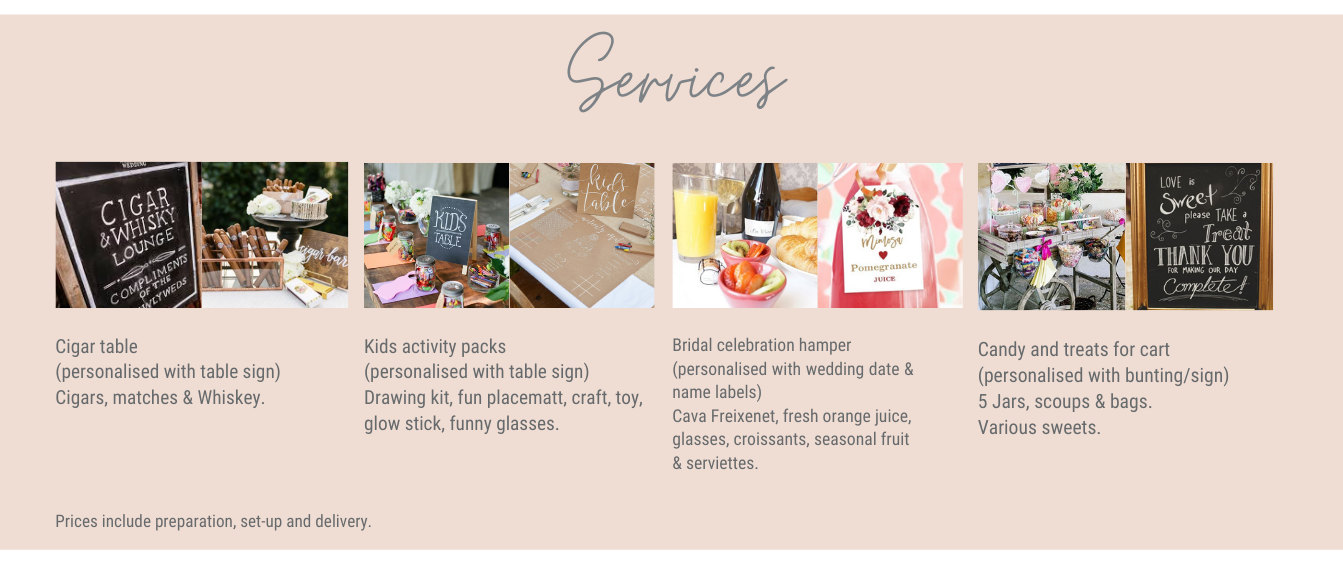 Services
WEDDING
CIGAR
& WHISKY
LOUNGE
COMPLIMENTS
OF THE
NEWLYWEDS
cigar bar
KID'S
TABLE
kids
table
Mimosa
Pomegranate
JUICE
LOVE is
Sweet
please TAKE a
Treat
THANK YOU
FOR MAKING OUR DAY
Complete!
Cigar table
(personalised with table sign)
Cigars, matches & Whiskey.
Kids activity packs
(personalised with table sign)
Drawing kit, fun placematt, craft, toy,
glow stick, funny glasses.
Bridal celebration hamper
(personalised with wedding date &
name labels)
Cava Freixenet, fresh orange juice,
glasses, croissants, seasonal fruit
& serviettes.
Candy and treats for cart
(personalised with bunting/sign)
5 Jars, scoups & bags.
Various sweets.
Prices include preparation, set-up and delivery.